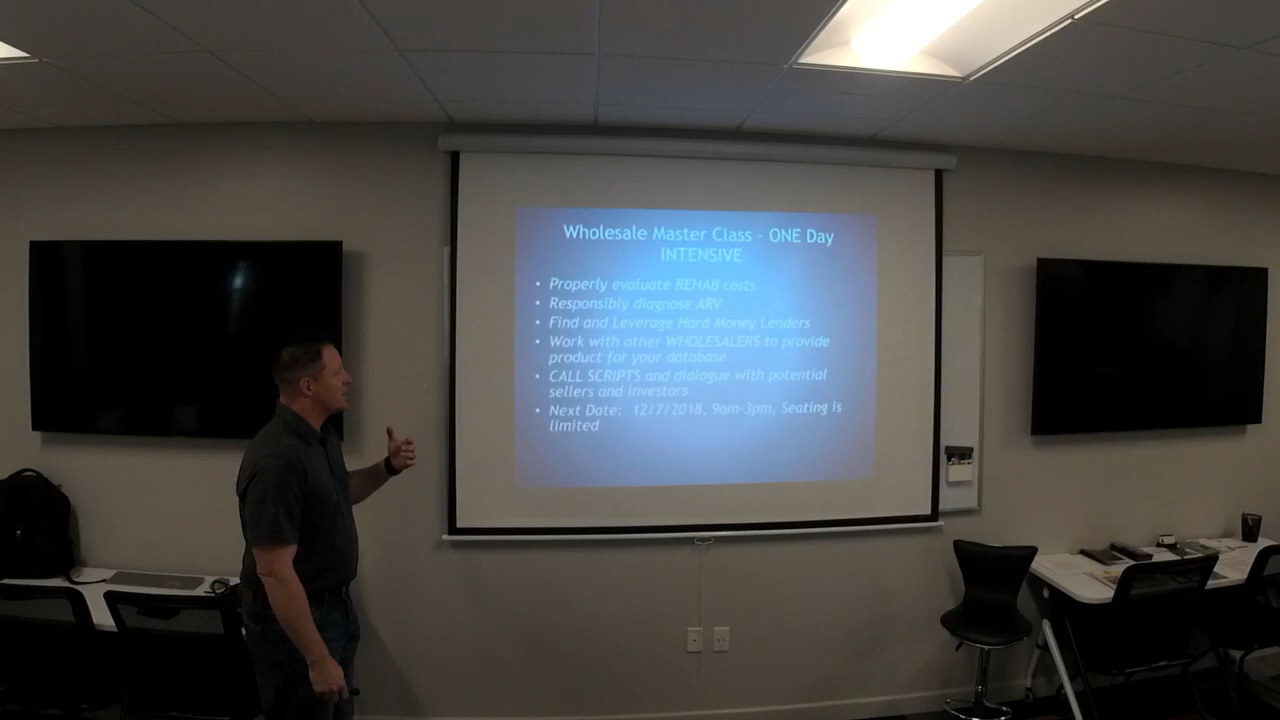 Wholesale Master Class - ONE Day
INTENSIVE
• Properly evaluate REHAB costs
• Responsibly diagnose ARV
• Find and Leverage Hard Money Lenders
• Work with other WHOLESALERS to provide
product for your database
• CALL SCRIPTS and dialogue with potential
sellers and investors
• Next Date: 12/7/2018, 9am-3pm, Seating is
limited